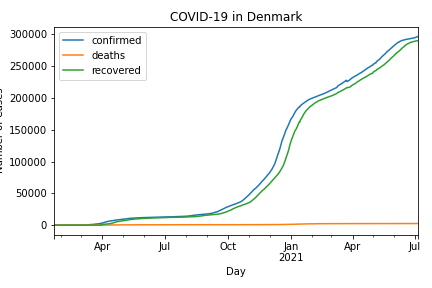 COVID-19 in Denmark
confirmed
deaths
recovered
300000
250000
200000
150000
100000
50000
0
Apr Jul Oct Jan Apr Jul
2021
Day